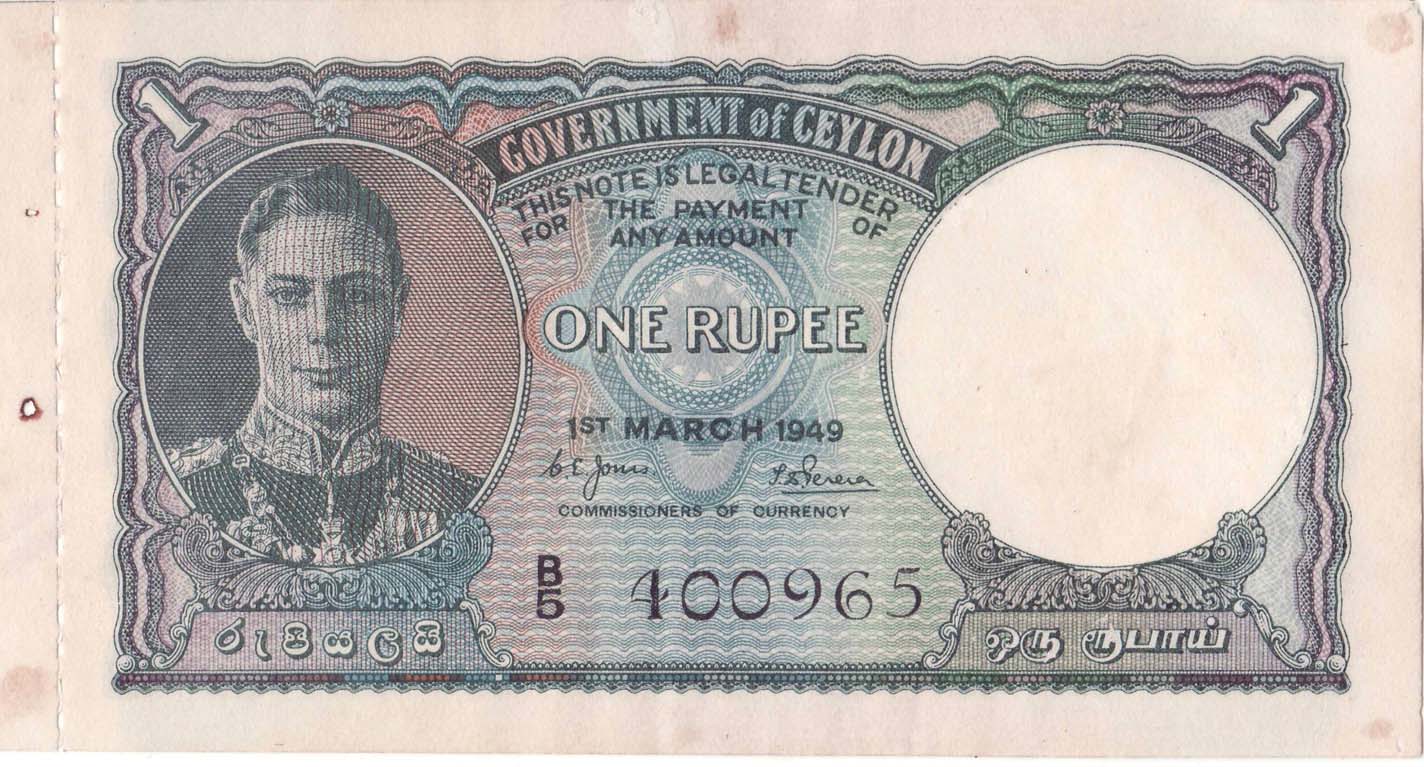 1
1
GOVERNMENT of CEYLON
THIS NOTE IS LEGAL TENDER
FOR THE PAYMENT OF
ANY AMOUNT
ONE RUPEE
1ST MARCH 1949
C. E. Jones
COMMISSIONERS OF CURRENCY
B/5 400965
රුපියලයි
ஒரு ரூபாய்